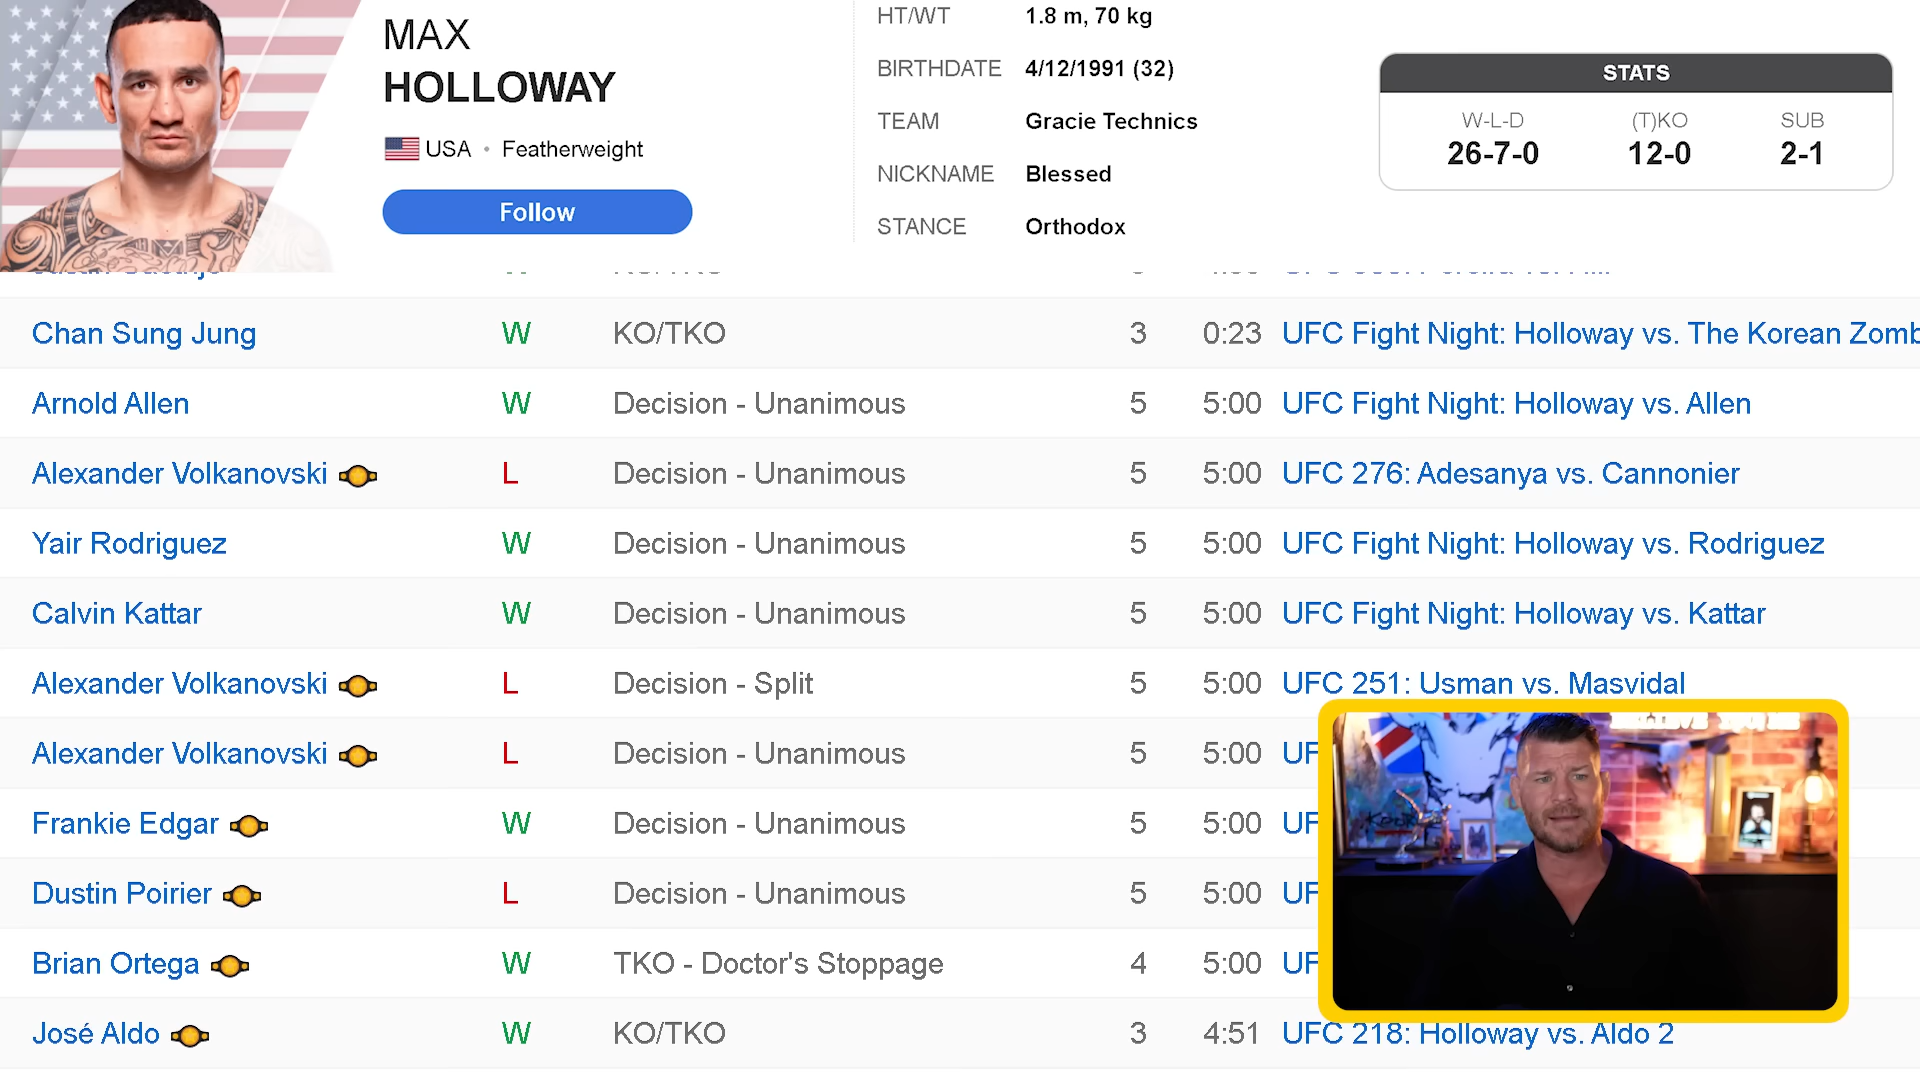 MAX
HOLLOWAY
USA • Featherweight
Follow
HT/WT 1.8 m, 70 kg
BIRTHDATE 4/12/1991 (32)
TEAM Gracie Technics
NICKNAME Blessed
STANCE Orthodox
STATS
W-L-D (T)KO SUB
26-7-0 12-0 2-1
Chan Sung Jung W KO/TKO 3 0:23 UFC Fight Night: Holloway vs. The Korean Zomb
Arnold Allen W Decision - Unanimous 5 5:00 UFC Fight Night: Holloway vs. Allen
Alexander Volkanovski L Decision - Unanimous 5 5:00 UFC 276: Adesanya vs. Cannonier
Yair Rodriguez W Decision - Unanimous 5 5:00 UFC Fight Night: Holloway vs. Rodriguez
Calvin Kattar W Decision - Unanimous 5 5:00 UFC Fight Night: Holloway vs. Kattar
Alexander Volkanovski L Decision - Split 5 5:00 UFC 251: Usman vs. Masvidal
Alexander Volkanovski L Decision - Unanimous 5 5:00 UF
Frankie Edgar W Decision - Unanimous 5 5:00 UF
Dustin Poirier L Decision - Unanimous 5 5:00 UF
Brian Ortega W TKO - Doctor's Stoppage 4 5:00 UF
José Aldo W KO/TKO 3 4:51 UFC 218: Holloway vs. Aldo 2